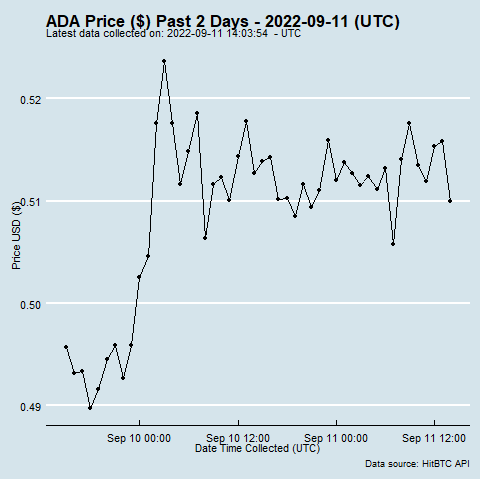 ADA Price ($) Past 2 Days - 2022-09-11 (UTC)
Latest data collected on: 2022-09-11 14:03:54 - UTC
0.52
0.51
0.50
0.49
Price USD ($)
Sep 10 00:00 Sep 10 12:00 Sep 11 00:00 Sep 11 12:00
Date Time Collected (UTC)
Data source: HitBTC API